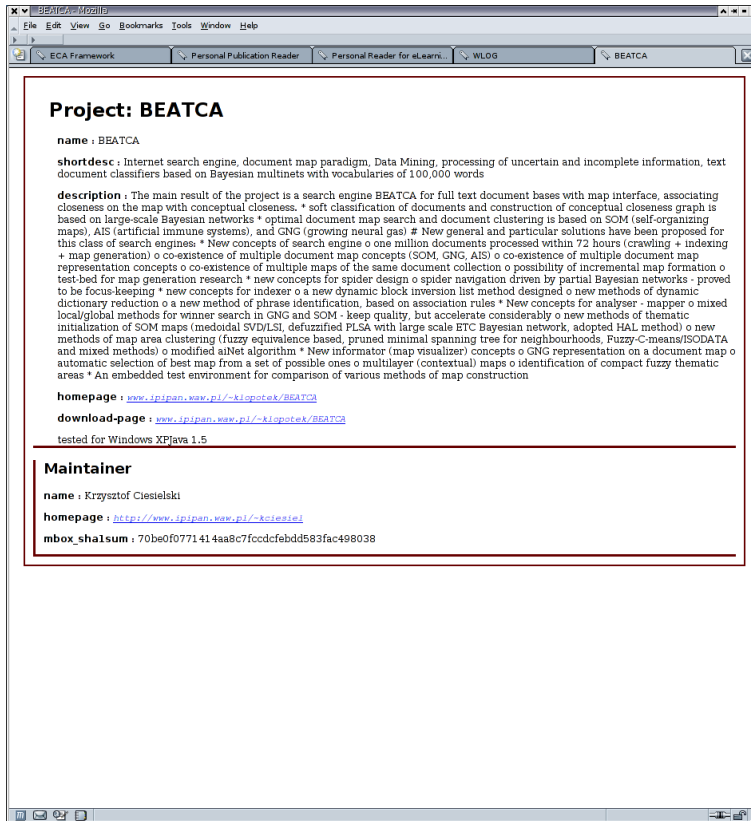 BEATCA - Mozilla
File Edit View Go Bookmarks Tools Window Help
ECA Framework Personal Publication Reader Personal Reader for eLearni... WLOG BEATCA
Project: BEATCA
name : BEATCA
shortdesc : Internet search engine, document map paradigm, Data Mining, processing of uncertain and incomplete information, text
document classifiers based on Bayesian multinets with vocabularies of 100,000 words
description : The main result of the project is a search engine BEATCA for full text document bases with map interface, associating
closeness on the map with conceptual closeness. * soft classification of documents and construction of conceptual closeness graph is
based on large-scale Bayesian networks * optimal document map search and document clustering is based on SOM (self-organizing
maps), AIS (artificial immune systems), and GNG (growing neural gas) # New general and particular solutions have been proposed for
this class of search engines: * New concepts of search engine o one million documents processed within 72 hours (crawling + indexing
+ map generation) o co-existence of multiple document map concepts (SOM, GNG, AIS) o co-existence of multiple document map
representation concepts o co-existence of multiple maps of the same document collection o possibility of incremental map formation o
test-bed for map generation research * new concepts for spider design o spider navigation driven by partial Bayesian networks - proved
to be focus-keeping * new concepts for indexer o a new dynamic block inversion list method designed o new methods of dynamic
dictionary reduction o a new method of phrase identification, based on association rules * New concepts for analyser - mapper o mixed
local/global methods for winner search in GNG and SOM - keep quality, but accelerate considerably o new methods of thematic
initialization of SOM maps (medoidal SVD/LSI, defuzzified PLSA with large scale ETC Bayesian network, adopted HAL method) o new
methods of map area clustering (fuzzy equivalence based, pruned minimal spanning tree for neighbourhoods, Fuzzy-C-means/ISODATA
and mixed methods) o modified aiNet algorithm * New informator (map visualizer) concepts o GNG representation on a document map o
automatic selection of best map from a set of possible ones o multilayer (contextual) maps o identification of compact fuzzy thematic
areas * An embedded test environment for comparison of various methods of map construction
homepage : www.ipipan.waw.pl/~klopotek/BEATCA
download-page : www.ipipan.waw.pl/~klopotek/BEATCA
tested for Windows XPJava 1.5
Maintainer
name : Krzysztof Ciesielski
homepage : http://www.ipipan.waw.pl/~kciesiel
mbox_sha1sum : 70be0f0771414aa8c7fccdcfebdd583fac498038